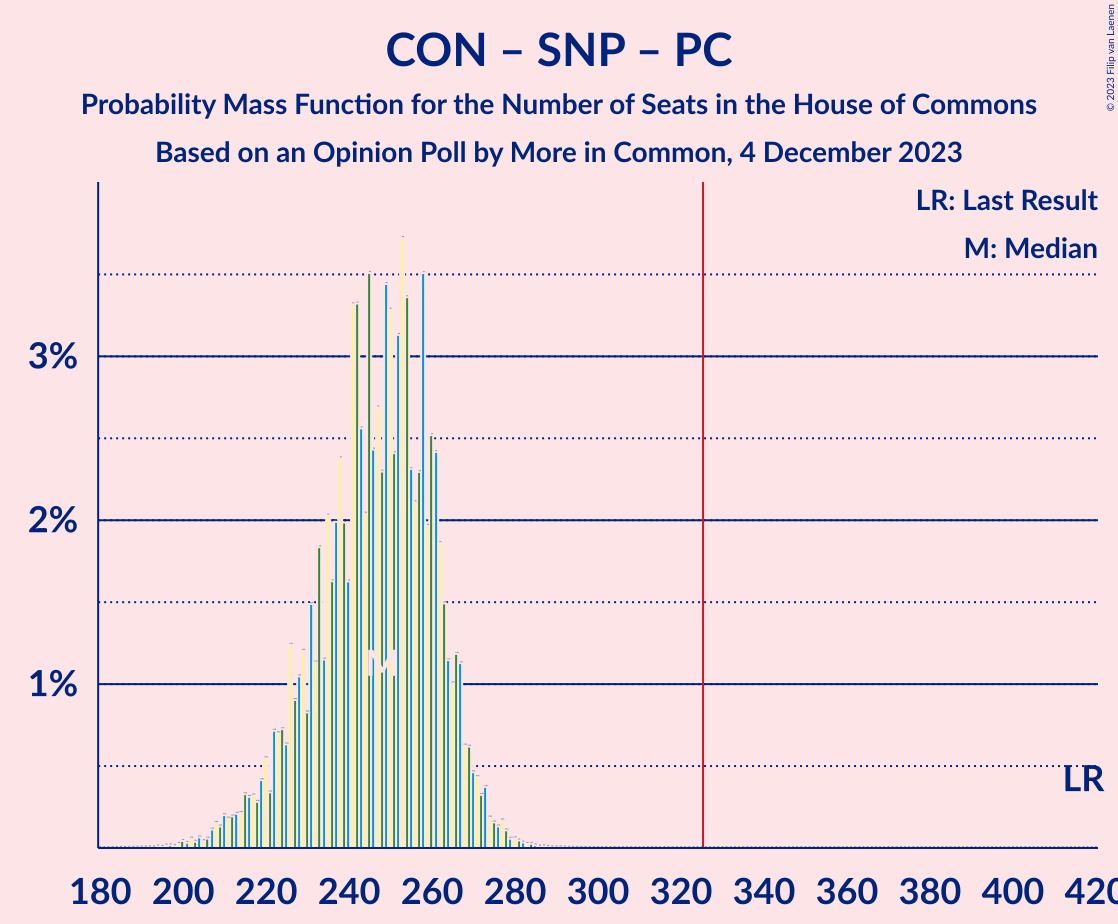 CON – SNP – PC
Probability Mass Function for the Number of Seats in the House of Commons
Based on an Opinion Poll by More in Common, 4 December 2023
© 2023 Filip van Laenen
LR: Last Result
M: Median
3%
2%
1%
M
LR
180 200 220 240 260 280 300 320 340 360 380 400 420